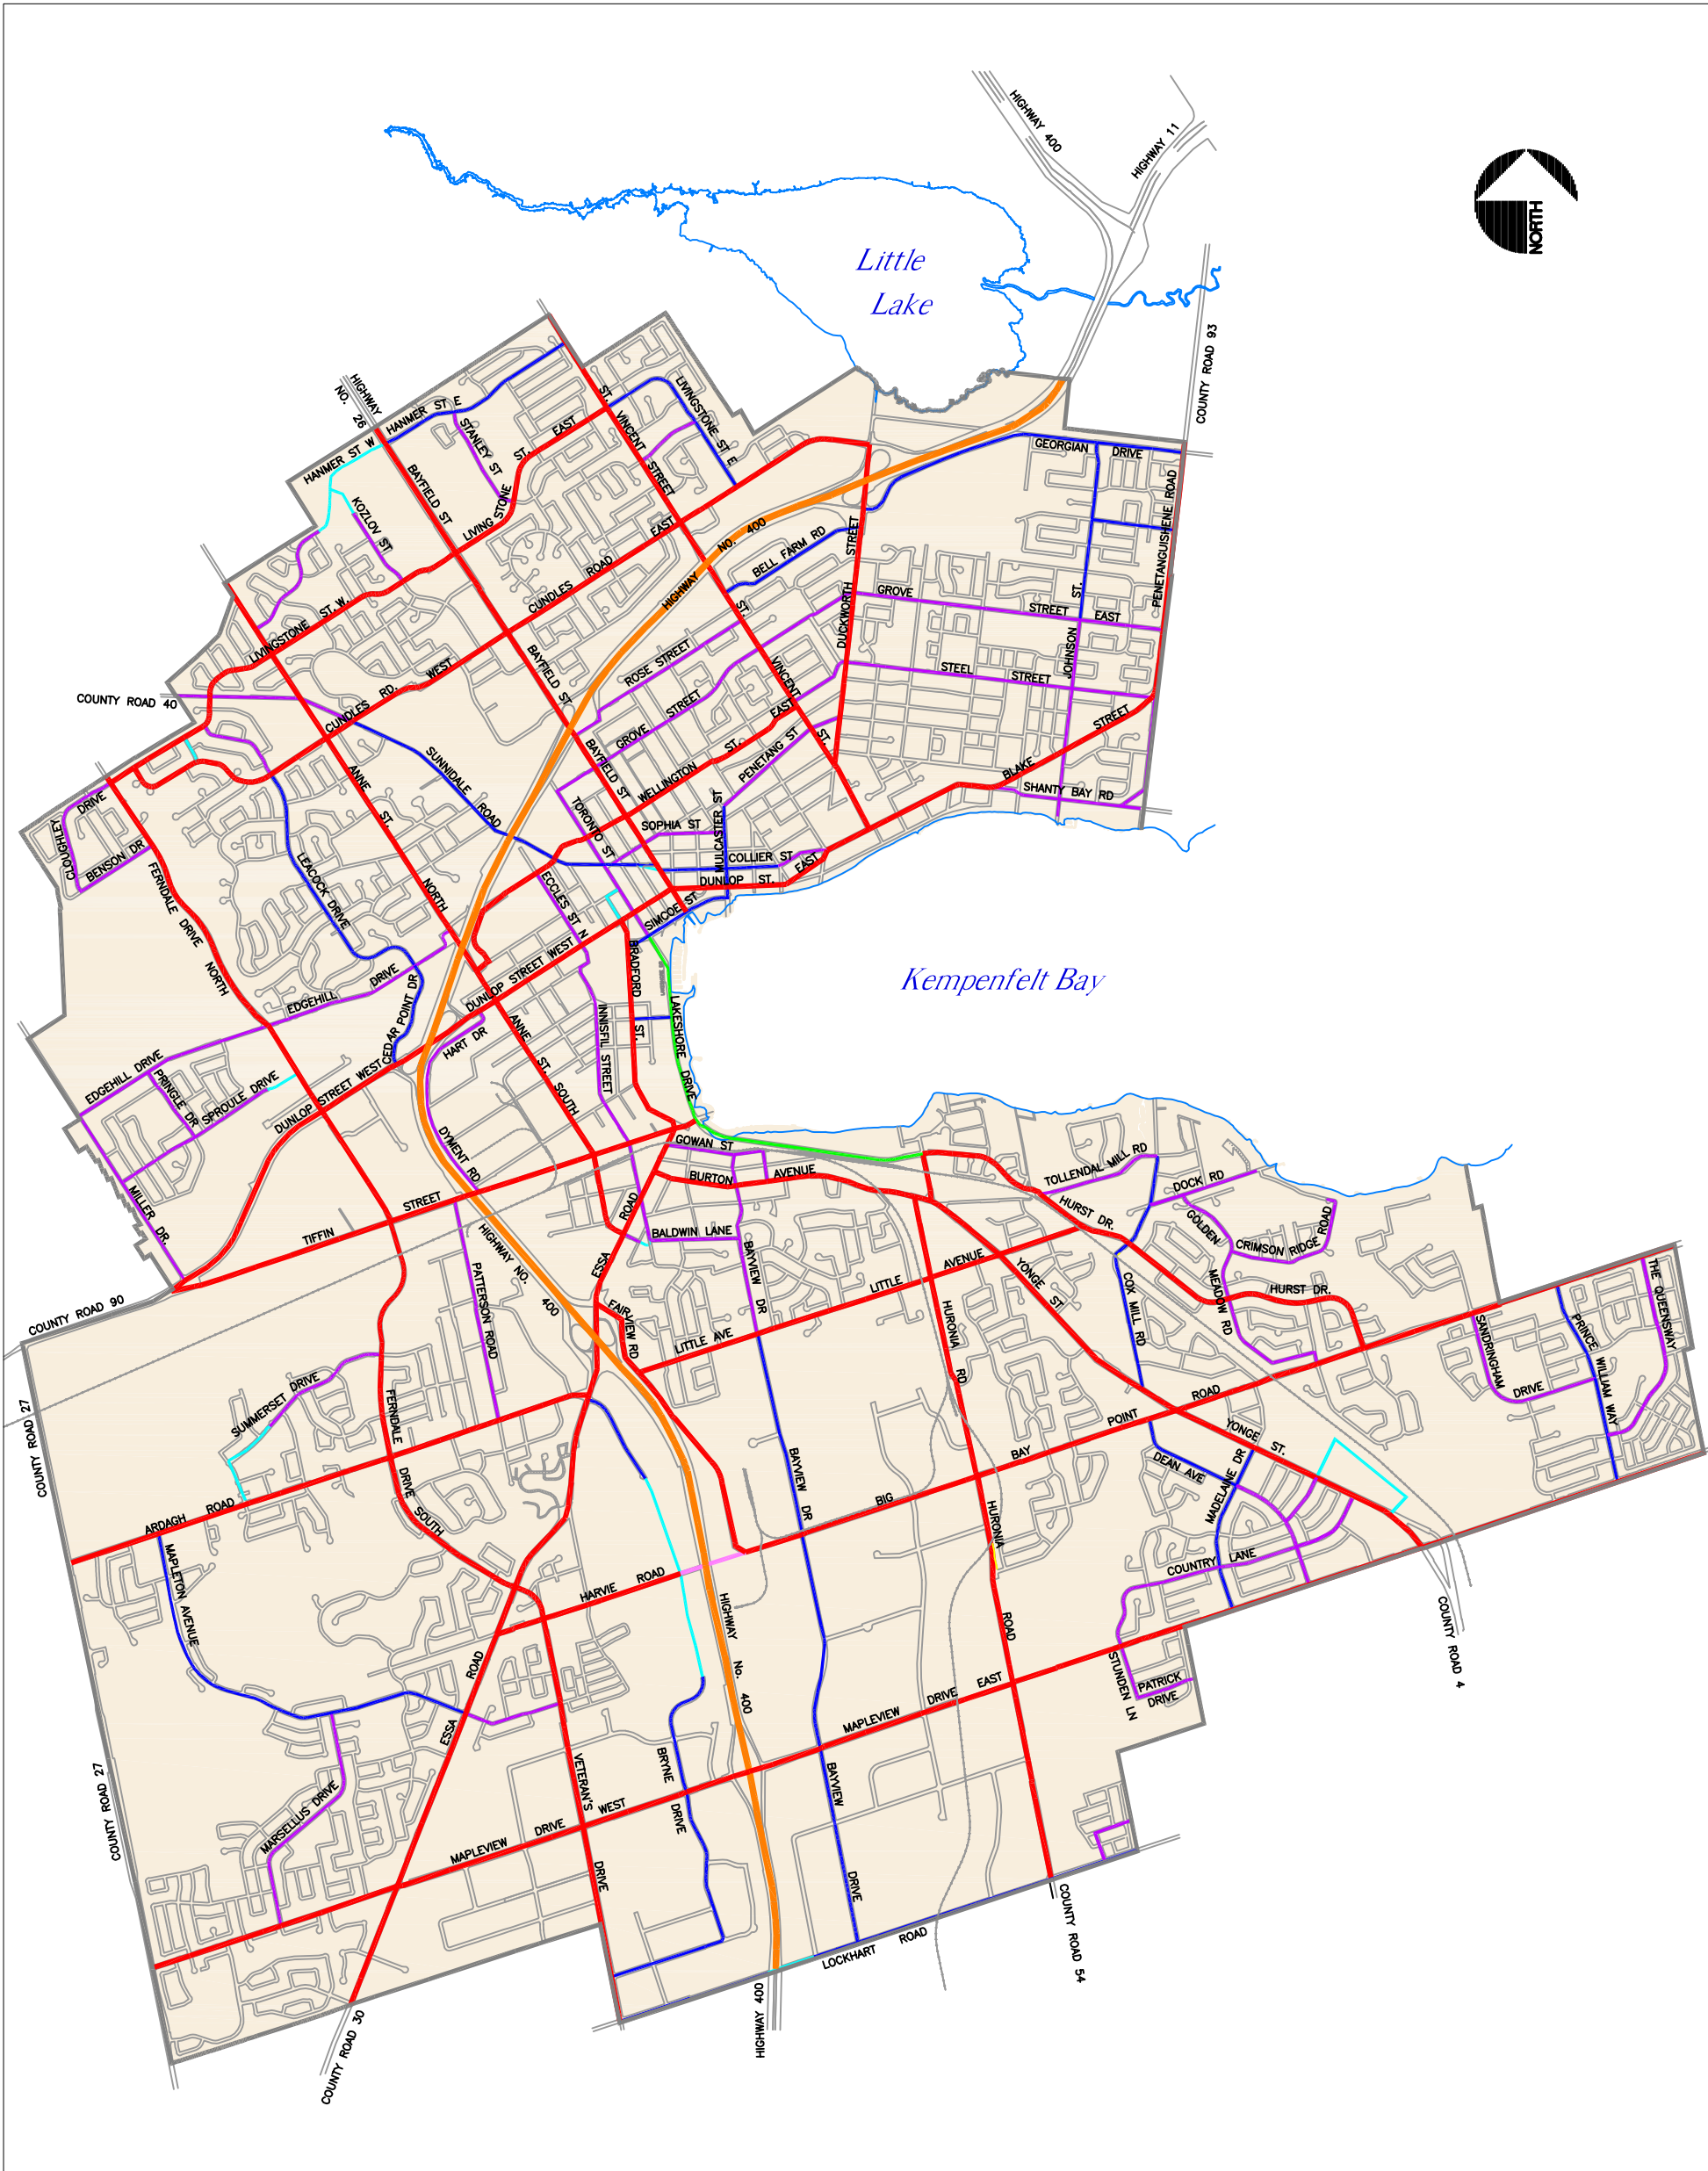 HIGHWAY 400
HIGHWAY 11
NORTH
Little
Lake
COUNTY ROAD 93
HIGHWAY
NO. 26
HANMER ST E
HANMER ST W
STANLEY ST
ST.
EAST
LIVING STONE
ST.
VINCENT
STREET
LIVINGSTONE ST E
BAYFIELD ST
KOZLOV ST
GEORGIAN DRIVE
PENETANGUISHENE ROAD
CUNDLES ROAD EAST
HIGHWAY NO. 400
BELL FARM RD
DUCKWORTH STREET
GROVE STREET EAST
JOHNSON ST.
STEEL STREET
LIVINGSTONE ST. W.
COUNTY ROAD 40
CUNDLES RD. WEST
BAYFIELD ST
ROSE STREET
GROVE STREET
ST.
VINCENT
ST.
SUNNIDALE ROAD
BAYFIELD ST
WELLINGTON ST. EAST
PENETANG ST
BLAKE STREET
SHANTY BAY RD
ANNE ST. NORTH
TORONTO ST
SOPHIA ST
MULCASTER ST
COLLIER ST
DUNLOP ST. EAST
CLOUGHLEY DRIVE
BENSON DR
FERNDALE DRIVE NORTH
LEACOCK DRIVE
ECCLES ST N
SIMCOE ST
Kempenfelt Bay
EDGEHILL DRIVE
CEDAR POINT DR
DUNLOP STREET WEST
HART DR
BRADFORD ST.
LAKESHORE DRIVE
INNISFIL STREET
ANNE ST SOUTH
EDGEHILL DRIVE
PRINGLE DR
SPROULE DRIVE
DUNLOP STREET WEST
DYMENT RD
GOWAN ST
BURTON AVENUE
TOLLENDAL MILL RD
DOCK RD
GOLDEN
CRIMSON RIDGE ROAD
MEADOW RD
HURST DR.
HURST DR.
MILLER DR.
TIFFIN STREET
BALDWIN LANE
BAYVIEW DR
ESSA ROAD
HIGHWAY NO. 400
PATTERSON ROAD
FAIRVIEW RD
LITTLE AVE
LITTLE AVENUE
YONGE ST
COX MILL RD
HURONIA RD
COUNTY ROAD 90
THE QUEENSWAY
PRINCE WILLIAM WAY
SANDRINGHAM DRIVE
SUMMERSET DRIVE
FERNDALE DRIVE SOUTH
COUNTY ROAD 27
ARDAGH ROAD
BAYVIEW DR
BIG BAY POINT ROAD
YONGE ST.
DEAN AVE
MADELAINE DR
HURONIA ROAD
COUNTRY LANE
MAPLETON AVENUE
HARVIE ROAD
HIGHWAY No. 400
COUNTY ROAD 4
STUNDEN LN
PATRICK DRIVE
ESSA ROAD
MAPLEVIEW DRIVE EAST
BRYNE DRIVE
BAYVIEW DRIVE
VETERAN'S DRIVE
MARSELLUS DRIVE
COUNTY ROAD 27
MAPLEVIEW DRIVE WEST
LOCKHART ROAD
COUNTY ROAD 54
HIGHWAY 400
COUNTY ROAD 30